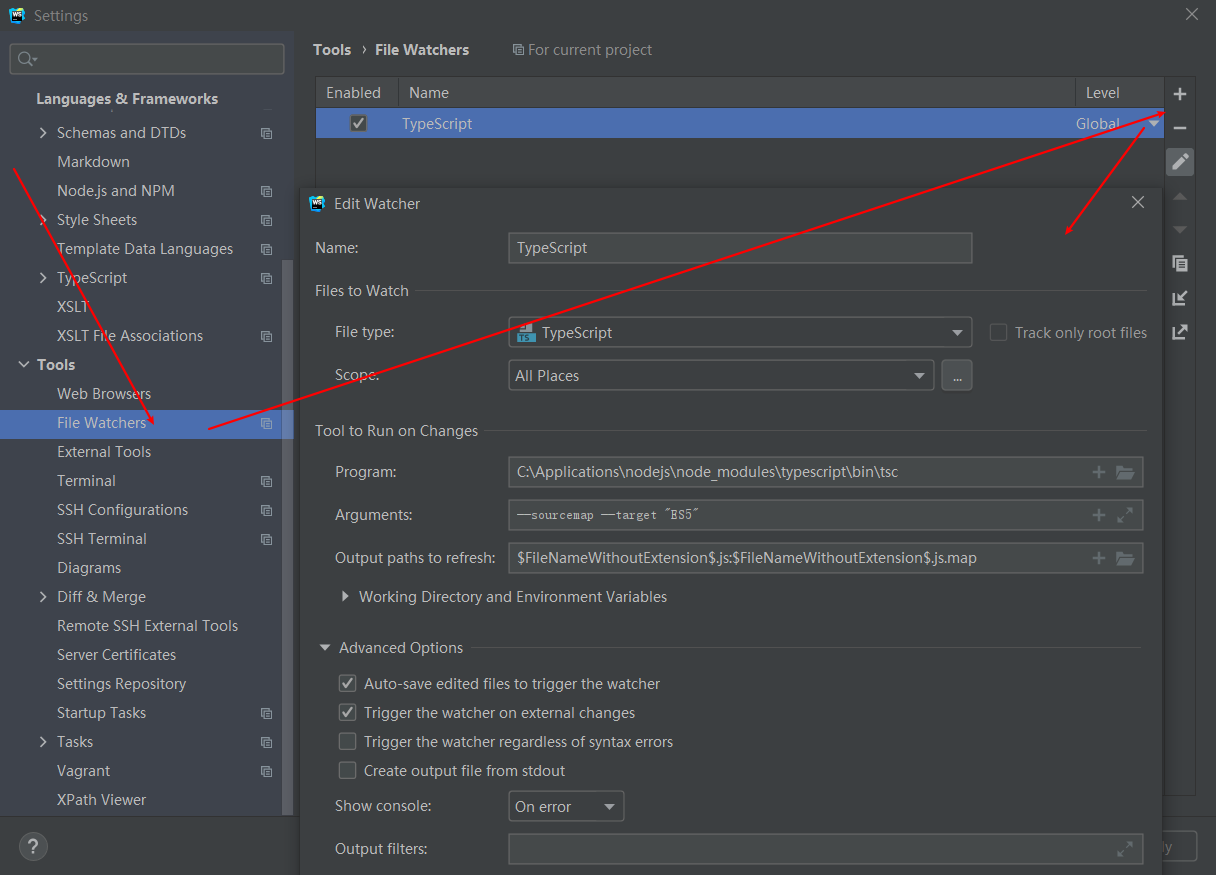 Settings
Tools › File Watchers For current project
Languages & Frameworks
Schemas and DTDs
Markdown
Node.js and NPM
Style Sheets
Template Data Languages
TypeScript
XSLT
XSLT File Associations
Tools
Web Browsers
File Watchers
External Tools
Terminal
SSH Configurations
SSH Terminal
Diagrams
Diff & Merge
Remote SSH External Tools
Server Certificates
Settings Repository
Startup Tasks
Tasks
Vagrant
XPath Viewer
?
Enabled Name Level
TypeScript Global
Edit Watcher
Name: TypeScript
Files to Watch
File type: TypeScript Track only root files
Scope: All Places ...
Tool to Run on Changes
Program: C:\Applications\nodejs\node_modules\typescript\bin\tsc
Arguments: --sourcemap --target "ES5"
Output paths to refresh: $FileNameWithoutExtension$.js:$FileNameWithoutExtension$.js.map
Working Directory and Environment Variables
Advanced Options
Auto-save edited files to trigger the watcher
Trigger the watcher on external changes
Trigger the watcher regardless of syntax errors
Create output file from stdout
Show console: On error
Output filters:
ly